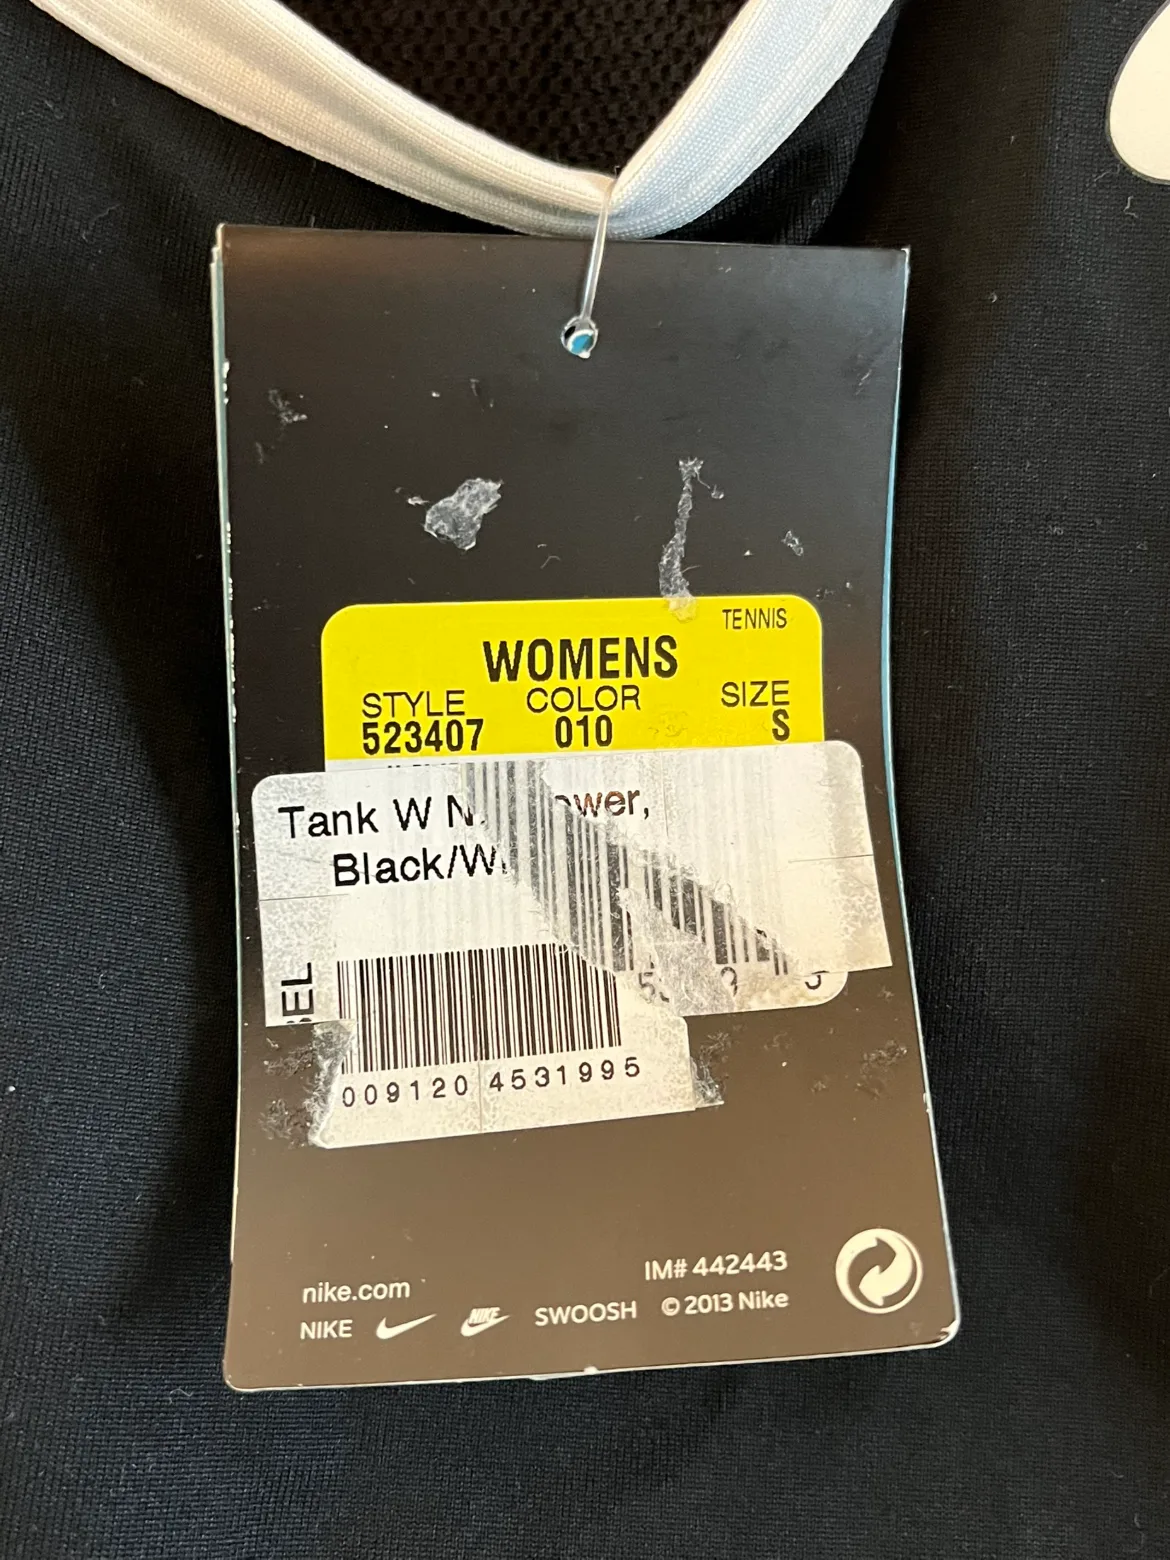 TENNIS
WOMENS
STYLE COLOR SIZE
523407 010 S
Tank W
Black/W
009120 4531995
nike.com
IM# 442443
NIKE NIKE SWOOSH © 2013 Nike